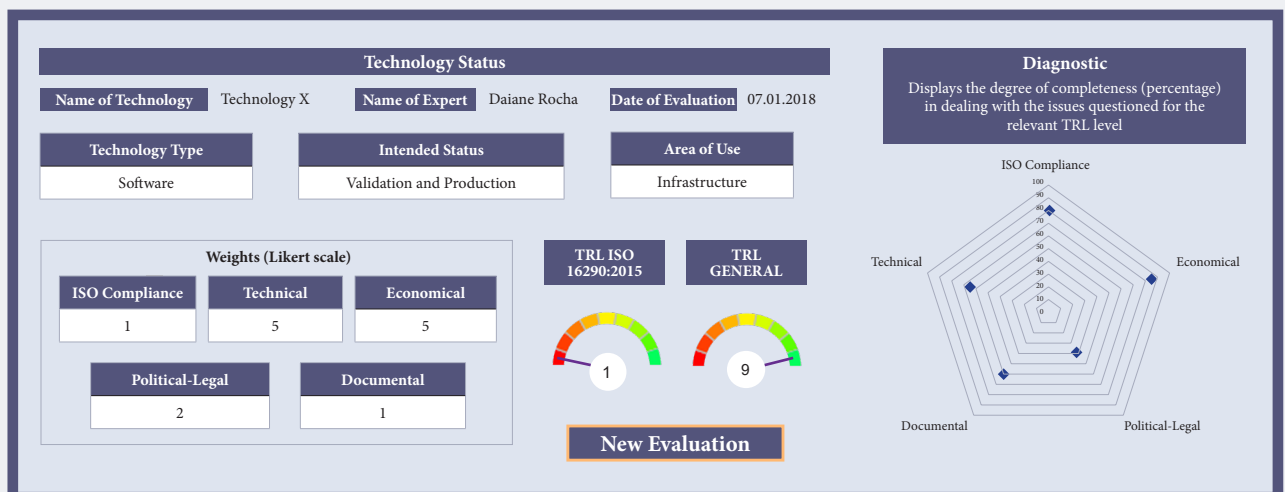 Technology Status
Name of Technology Technology X Name of Expert Daiane Rocha Date of Evaluation 07.01.2018
Technology Type
Software
Intended Status
Validation and Production
Area of Use
Infrastructure
Weights (Likert scale)
ISO Compliance
1
Technical
5
Economical
5
Political-Legal
2
Documental
1
TRL ISO
16290:2015
1
TRL
GENERAL
9
New Evaluation
Diagnostic
Displays the degree of completeness (percentage)
in dealing with the issues questioned for the
relevant TRL level
ISO Compliance
100
90
80
70
60
50
40
30
20
10
0
Technical
Economical
Documental
Political-Legal